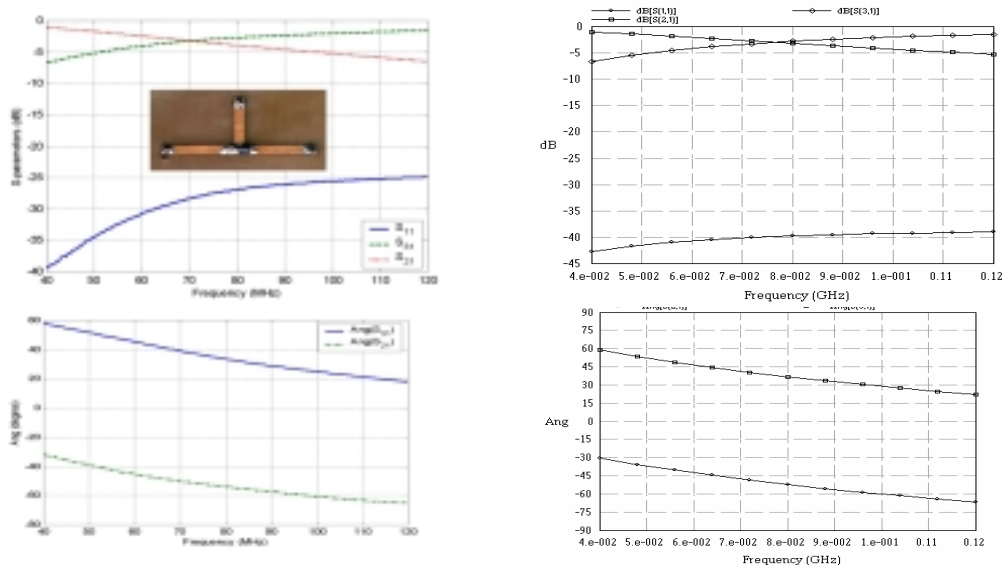 0
-5
-10
-15
-20
-25
-30
-35
-40
S-parameters (dB)
S11
S31
S21
40 50 60 70 80 90 100 110 120
Frequency (MHz)
dB[S(1,1)] dB[S(3,1)]
dB[S(2,1)]
0
-5
-10
-15
-20
-25
-30
-35
-40
-45
dB
4.e-002 5.e-002 6.e-002 7.e-002 8.e-002 9.e-002 1.e-001 0.11 0.12
Frequency (GHz)
60
40
20
0
-20
-40
-60
-80
Ang (degs)
40 50 60 70 80 90 100 110 120
Frequency (MHz)
90
75
60
45
30
15
0
-15
-30
-45
-60
-75
-90
Ang
4.e-002 5.e-002 6.e-002 7.e-002 8.e-002 9.e-002 1.e-001 0.11 0.12
Frequency (GHz)